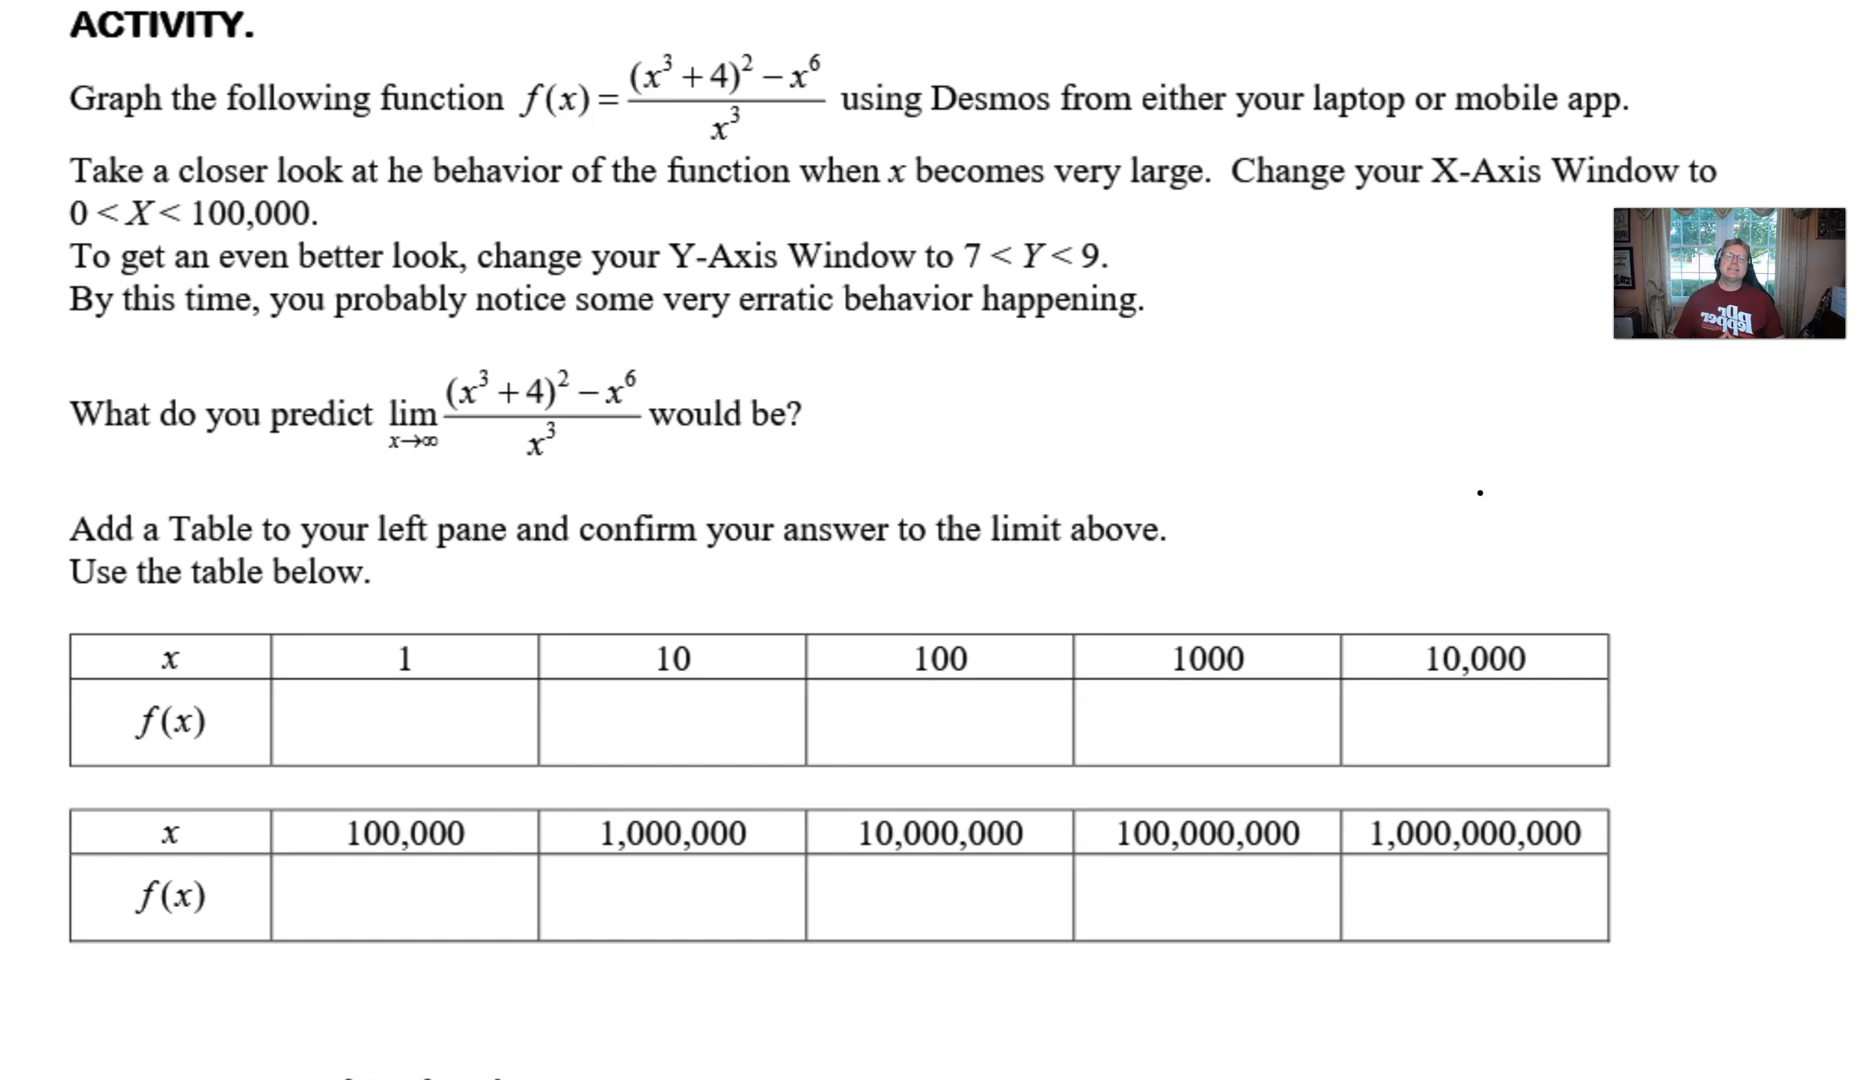 ACTIVITY.
Graph the following function f(x) = ((x³ + 4)² − x⁶) / x³ using Desmos from either your laptop or mobile app.
Take a closer look at he behavior of the function when x becomes very large. Change your X-Axis Window to
0 < X < 100,000.
To get an even better look, change your Y-Axis Window to 7 < Y < 9.
By this time, you probably notice some very erratic behavior happening.
Dr Pepper
What do you predict lim x→∞ ((x³ + 4)² − x⁶) / x³ would be?
Add a Table to your left pane and confirm your answer to the limit above.
Use the table below.
x 1 10 100 1000 10,000
f(x)
x 100,000 1,000,000 10,000,000 100,000,000 1,000,000,000
f(x)